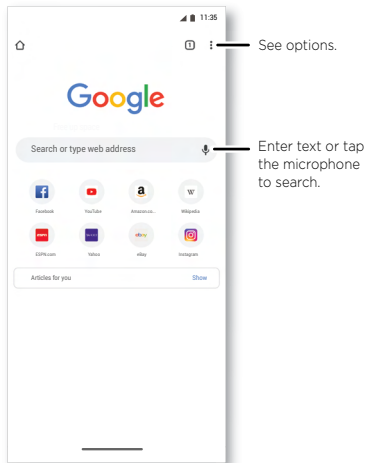 11:35
1
See options.
Google
Search or type web address
Enter text or tap
the microphone
to search.
a
W
Facebook
YouTube
Amazon.co...
Wikipedia
ebay
ESPN.com
Yahoo
eBay
Instagram
Articles for you
Show